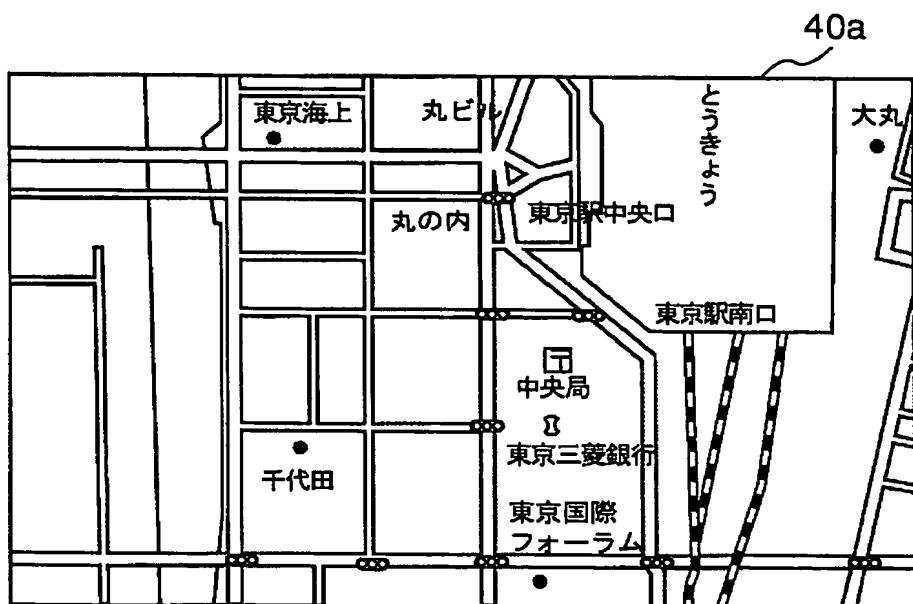 40a
東京海上
丸ビル
とうきょう
大丸
丸の内
東京駅中央口
東京駅南口
中央局
東京三菱銀行
千代田
東京国際
フォーラム